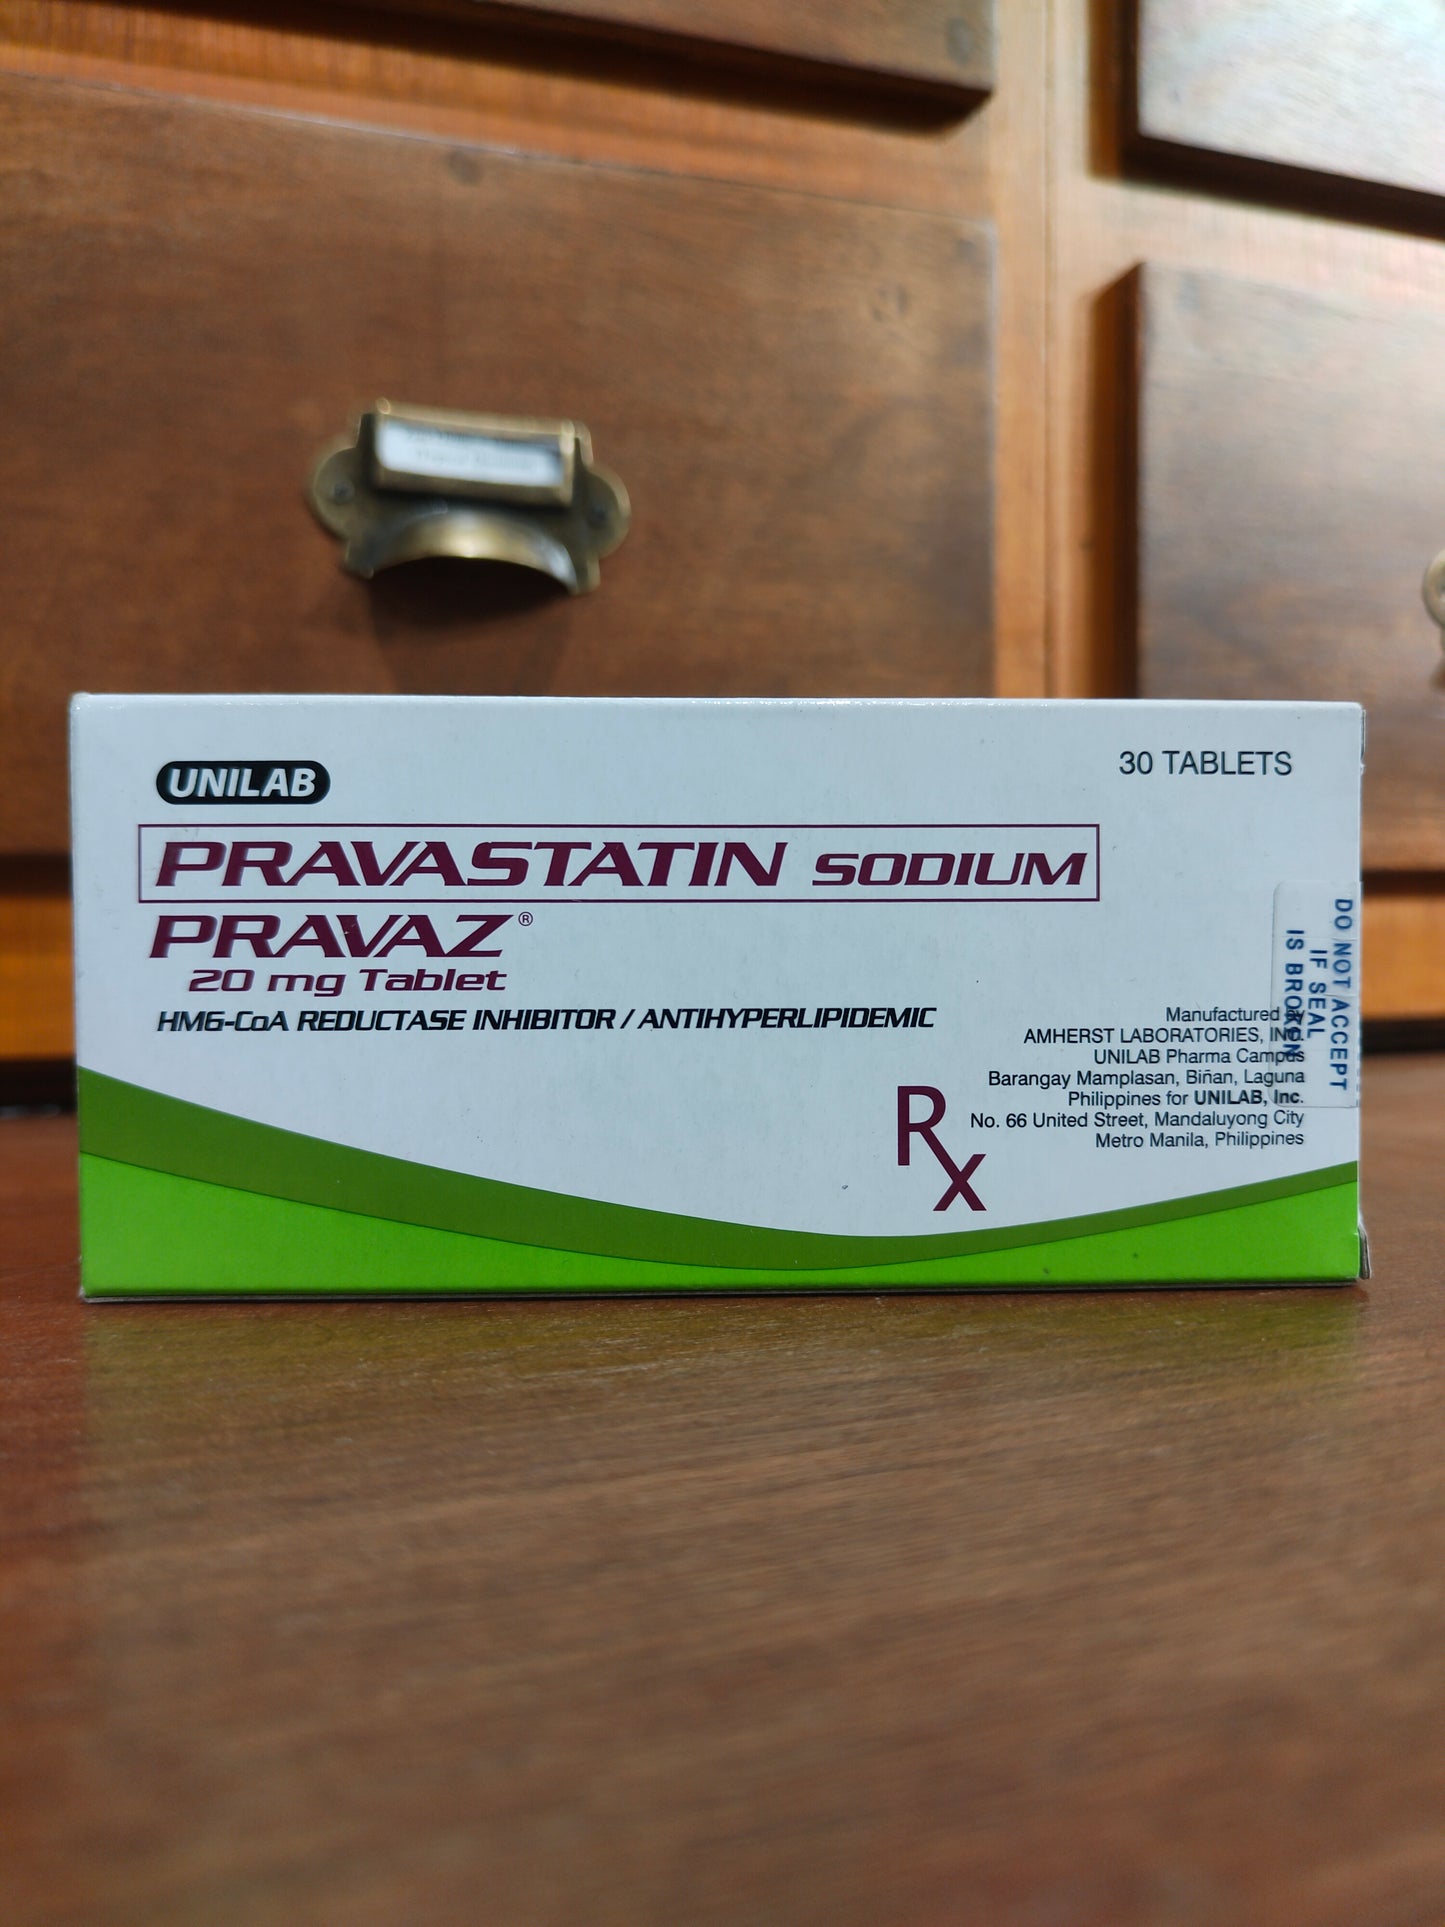 UNILAB
30 TABLETS
PRAVASTATIN SODIUM
PRAVAZ®
20 mg Tablet
HMG-CoA REDUCTASE INHIBITOR / ANTIHYPERLIPIDEMIC
Rx
Manufactured by
AMHERST LABORATORIES, INC.
UNILAB Pharma Campus
Barangay Mamplasan, Biñan, Laguna
Philippines for UNILAB, Inc.
No. 66 United Street, Mandaluyong City
Metro Manila, Philippines
DO NOT ACCEPT
IF SEAL
IS BROKEN